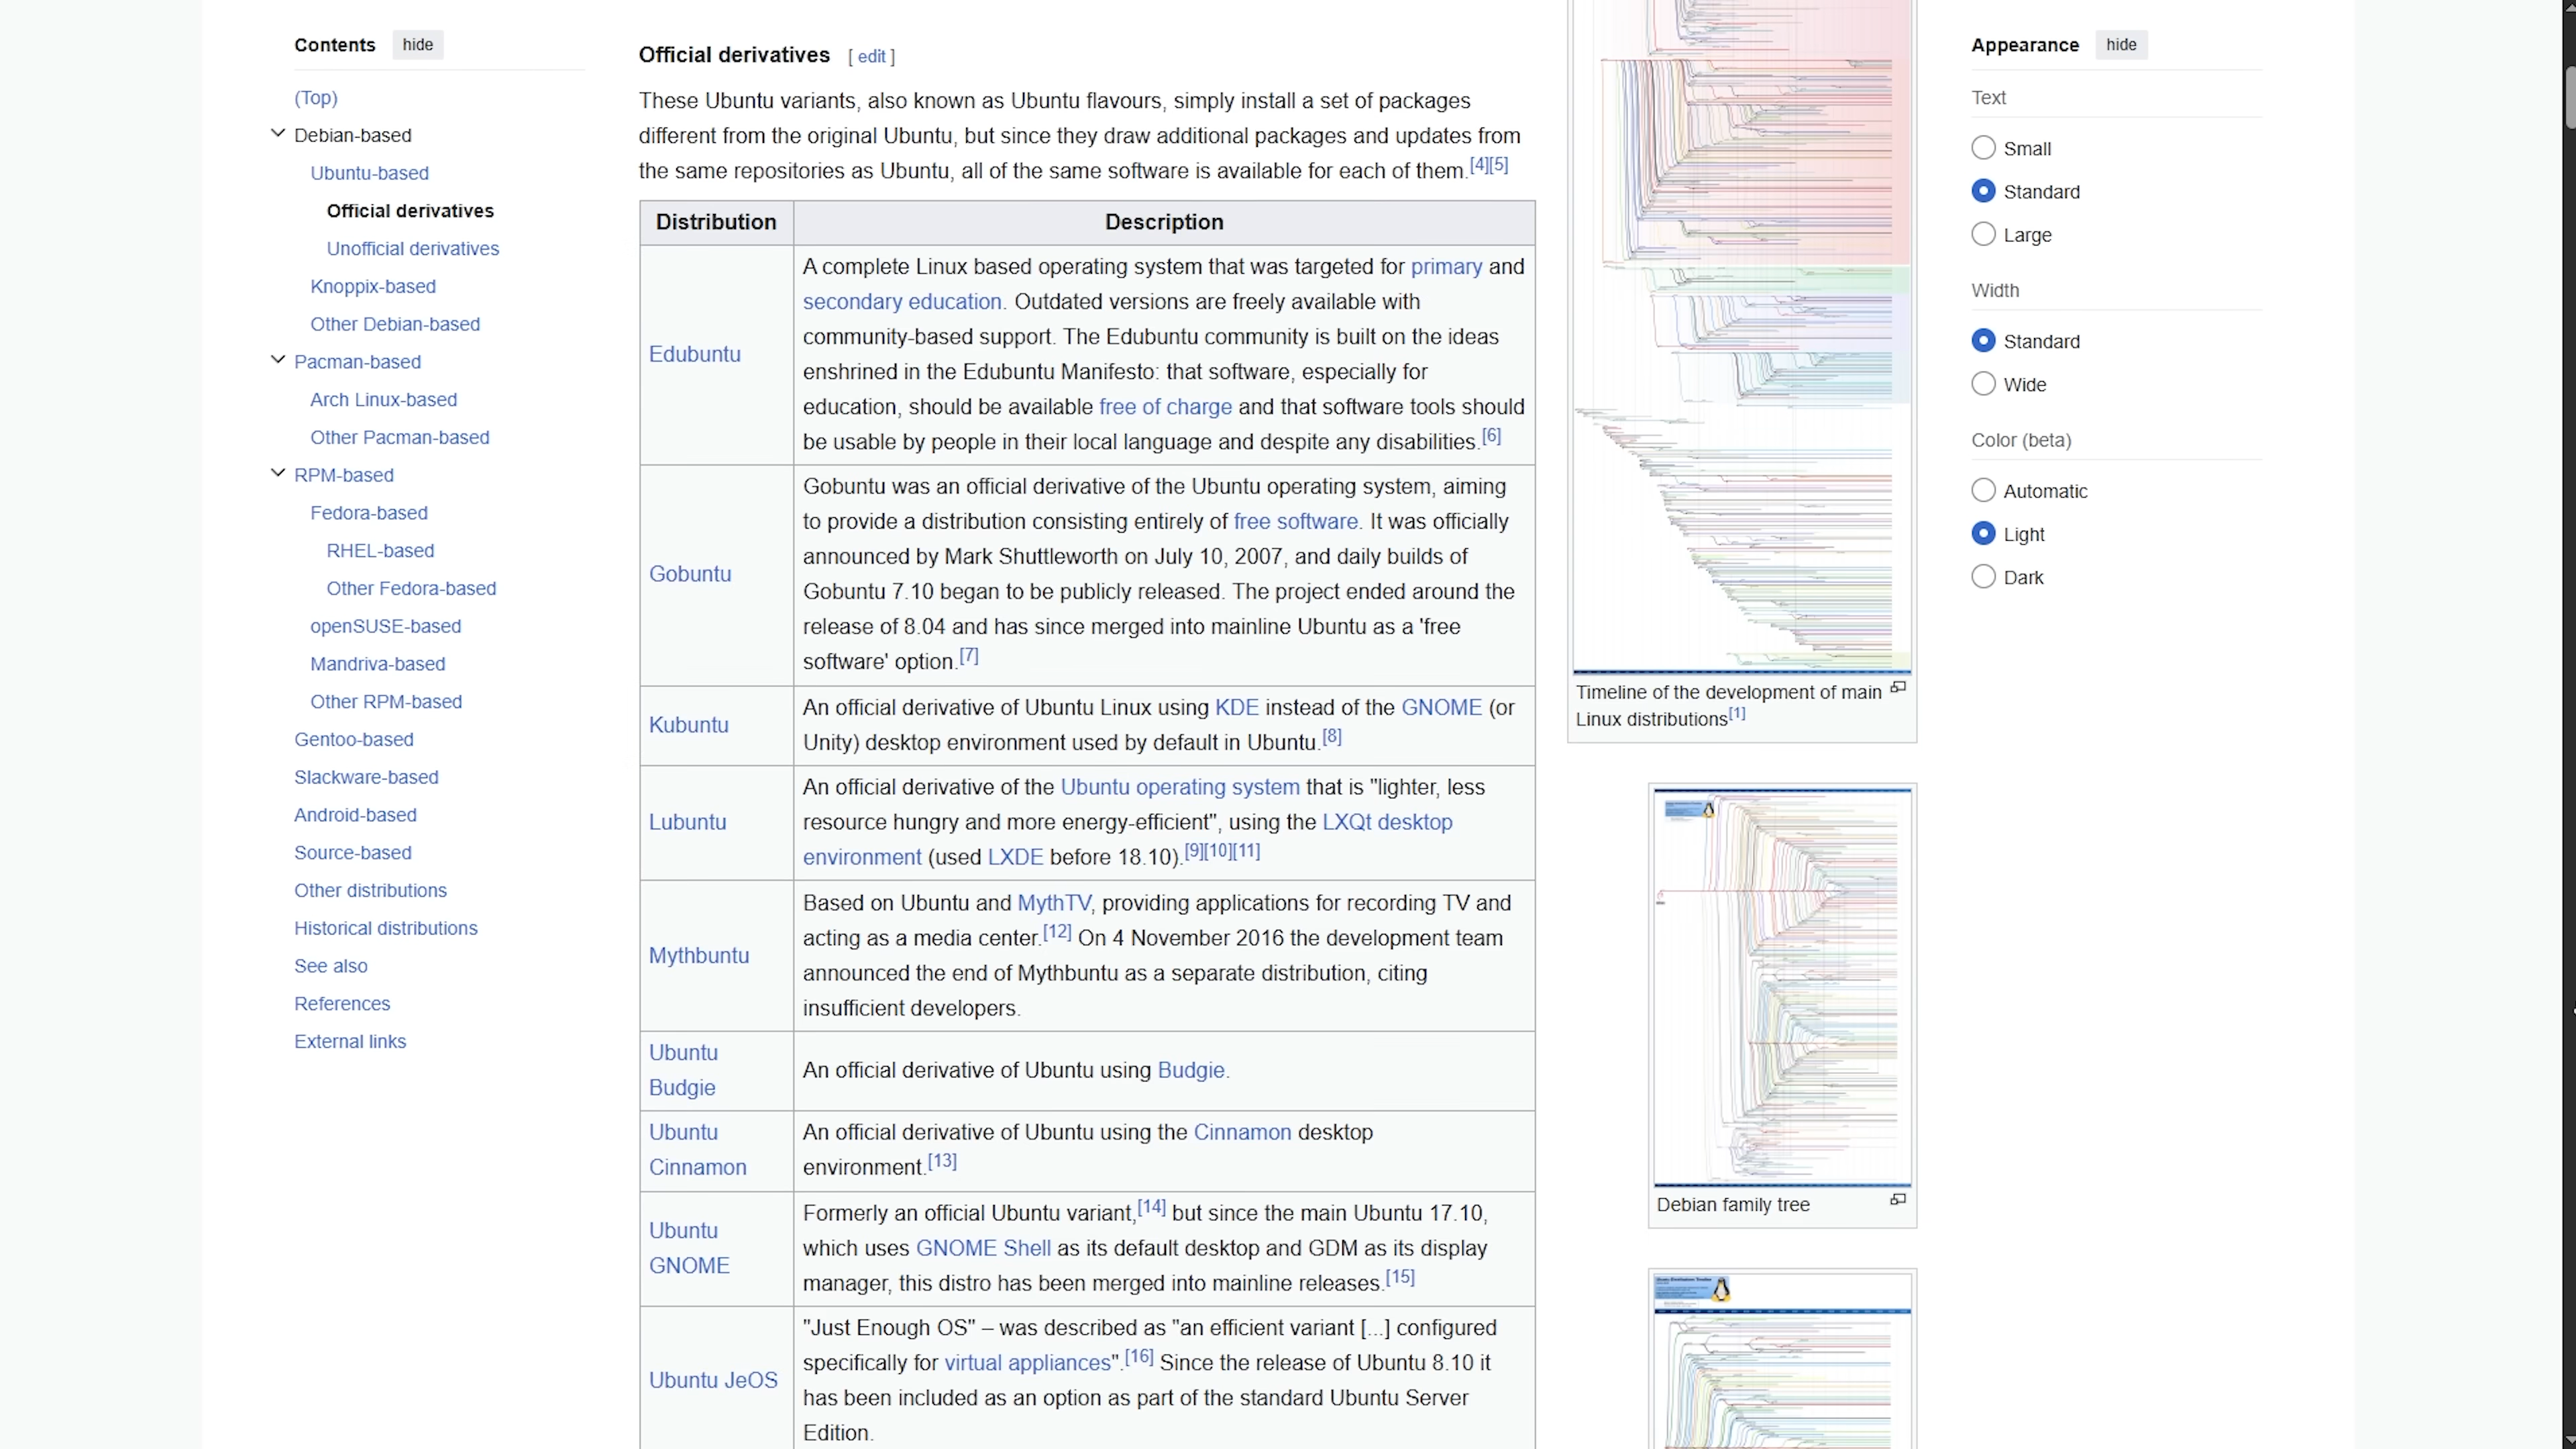 Contents hide
(Top)
Debian-based
Ubuntu-based
Official derivatives
Unofficial derivatives
Knoppix-based
Other Debian-based
Pacman-based
Arch Linux-based
Other Pacman-based
RPM-based
Fedora-based
RHEL-based
Other Fedora-based
openSUSE-based
Mandriva-based
Other RPM-based
Gentoo-based
Slackware-based
Android-based
Source-based
Other distributions
Historical distributions
See also
References
External links
Official derivatives [ edit ]
These Ubuntu variants, also known as Ubuntu flavours, simply install a set of packages
different from the original Ubuntu, but since they draw additional packages and updates from
the same repositories as Ubuntu, all of the same software is available for each of them.[4][5]
Distribution Description
Edubuntu
A complete Linux based operating system that was targeted for primary and
secondary education. Outdated versions are freely available with
community-based support. The Edubuntu community is built on the ideas
enshrined in the Edubuntu Manifesto: that software, especially for
education, should be available free of charge and that software tools should
be usable by people in their local language and despite any disabilities.[6]
Gobuntu
Gobuntu was an official derivative of the Ubuntu operating system, aiming
to provide a distribution consisting entirely of free software. It was officially
announced by Mark Shuttleworth on July 10, 2007, and daily builds of
Gobuntu 7.10 began to be publicly released. The project ended around the
release of 8.04 and has since merged into mainline Ubuntu as a 'free
software' option.[7]
Kubuntu
An official derivative of Ubuntu Linux using KDE instead of the GNOME (or
Unity) desktop environment used by default in Ubuntu.[8]
Lubuntu
An official derivative of the Ubuntu operating system that is "lighter, less
resource hungry and more energy-efficient", using the LXQt desktop
environment (used LXDE before 18.10).[9][10][11]
Mythbuntu
Based on Ubuntu and MythTV, providing applications for recording TV and
acting as a media center.[12] On 4 November 2016 the development team
announced the end of Mythbuntu as a separate distribution, citing
insufficient developers.
Ubuntu
Budgie
An official derivative of Ubuntu using Budgie.
Ubuntu
Cinnamon
An official derivative of Ubuntu using the Cinnamon desktop
environment.[13]
Ubuntu
GNOME
Formerly an official Ubuntu variant,[14] but since the main Ubuntu 17.10,
which uses GNOME Shell as its default desktop and GDM as its display
manager, this distro has been merged into mainline releases.[15]
Ubuntu JeOS
"Just Enough OS" – was described as "an efficient variant [...] configured
specifically for virtual appliances".[16] Since the release of Ubuntu 8.10 it
has been included as an option as part of the standard Ubuntu Server
Edition.
Timeline of the development of main
Linux distributions[1]
Debian family tree
Appearance hide
Text
Small
Standard
Large
Width
Standard
Wide
Color (beta)
Automatic
Light
Dark